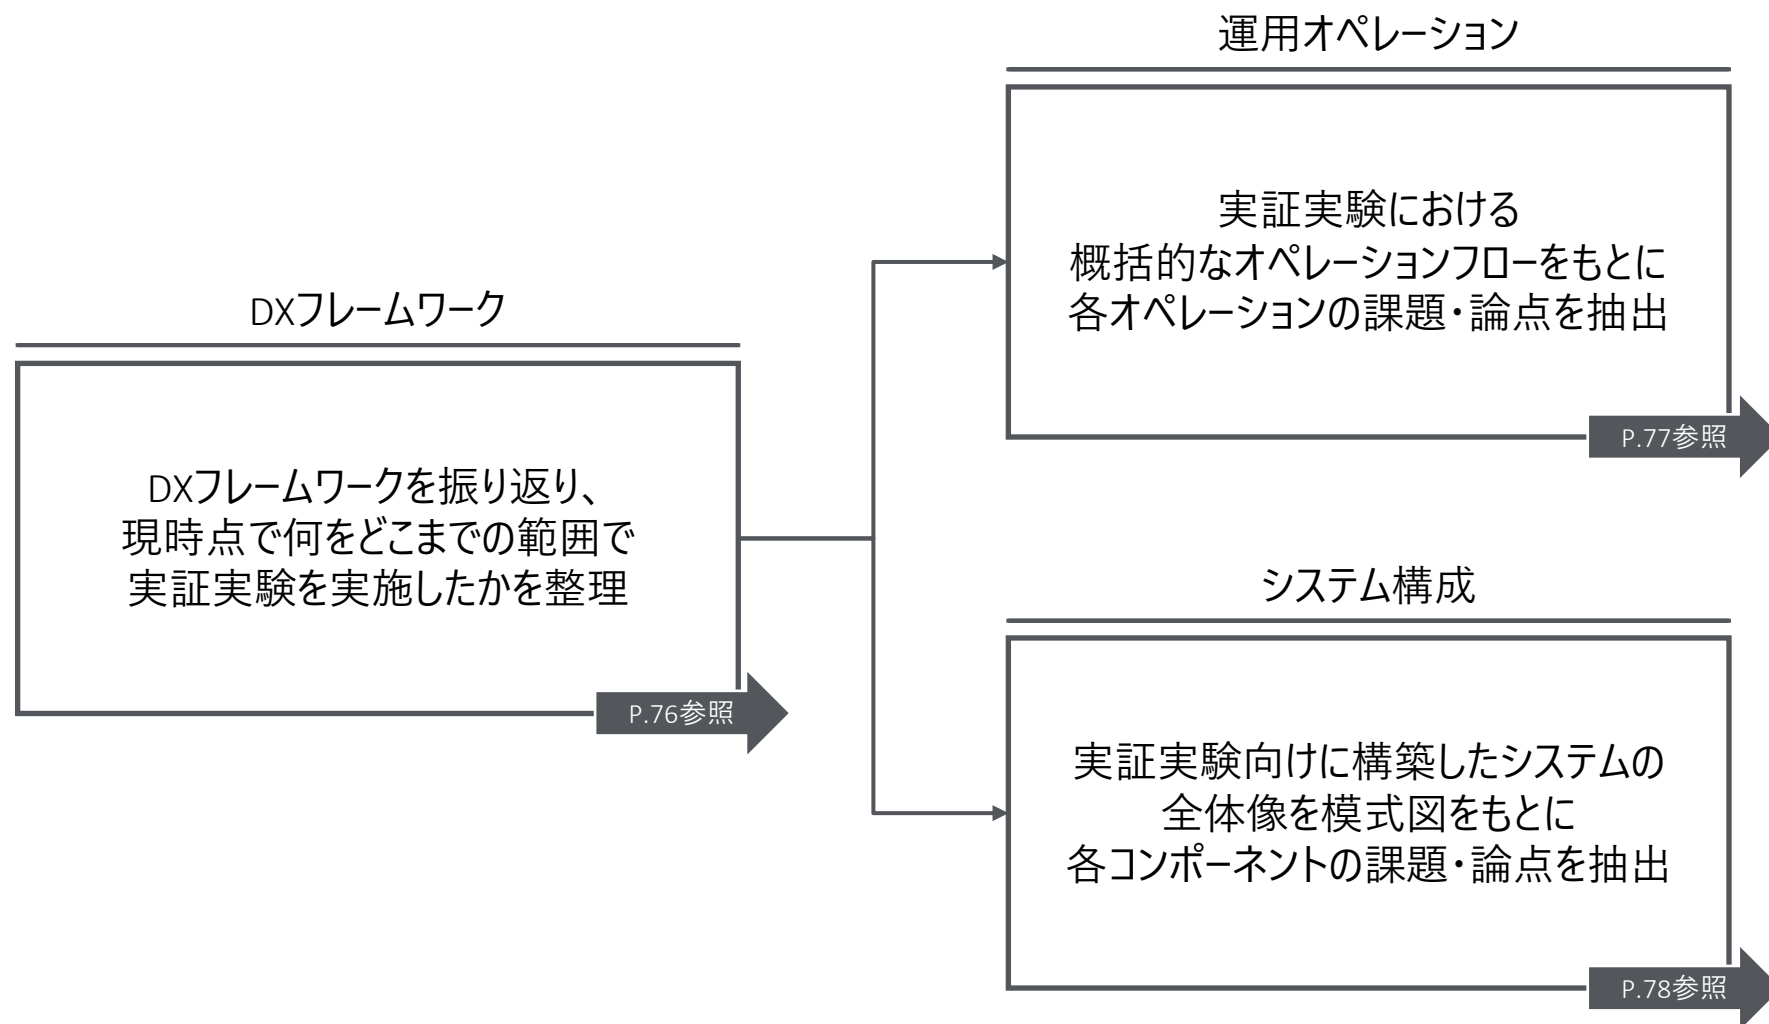 DXフレームワーク
DXフレームワークを振り返り、
現時点で何をどこまでの範囲で
実証実験を実施したかを整理
P.76参照
運用オペレーション
実証実験における
概括的なオペレーションフローをもとに
各オペレーションの課題・論点を抽出
P.77参照
システム構成
実証実験向けに構築したシステムの
全体像を模式図をもとに
各コンポーネントの課題・論点を抽出
P.78参照